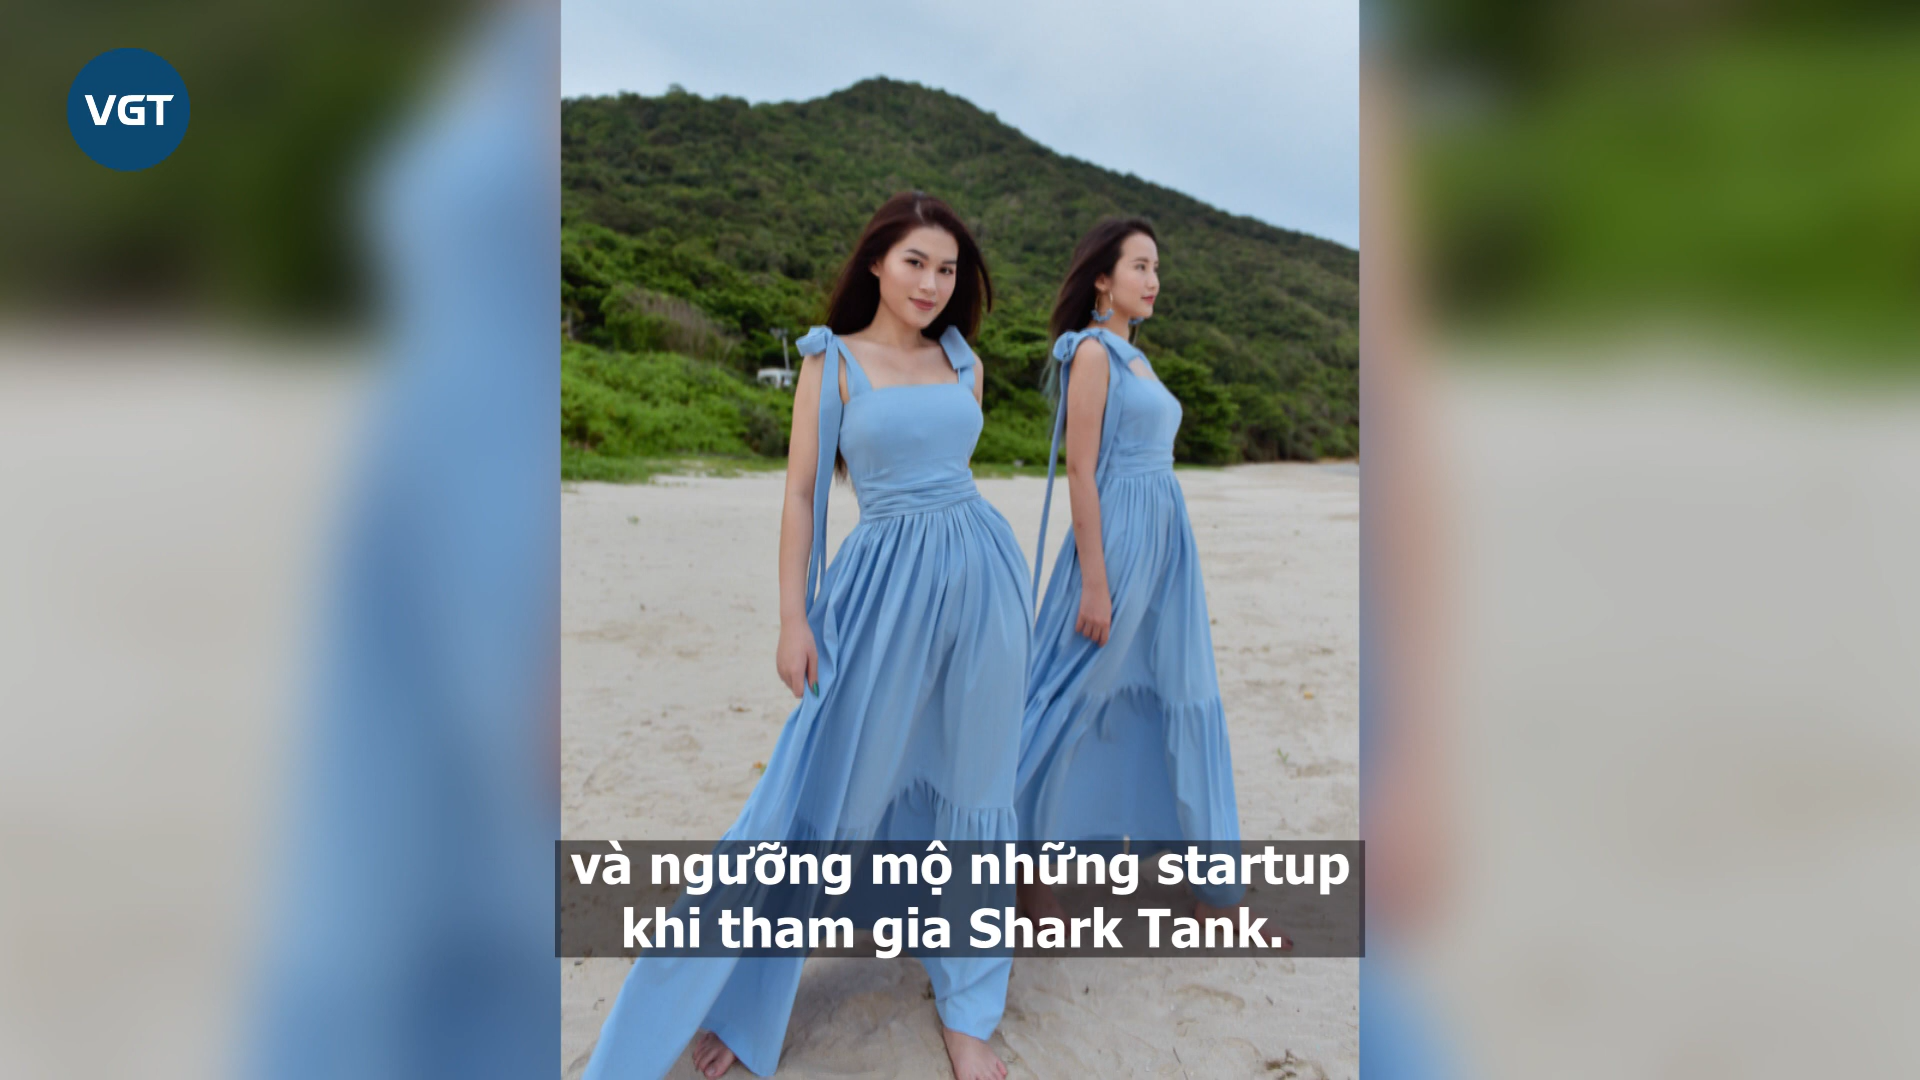 VGT
và ngưỡng mộ những startup
khi tham gia Shark Tank.